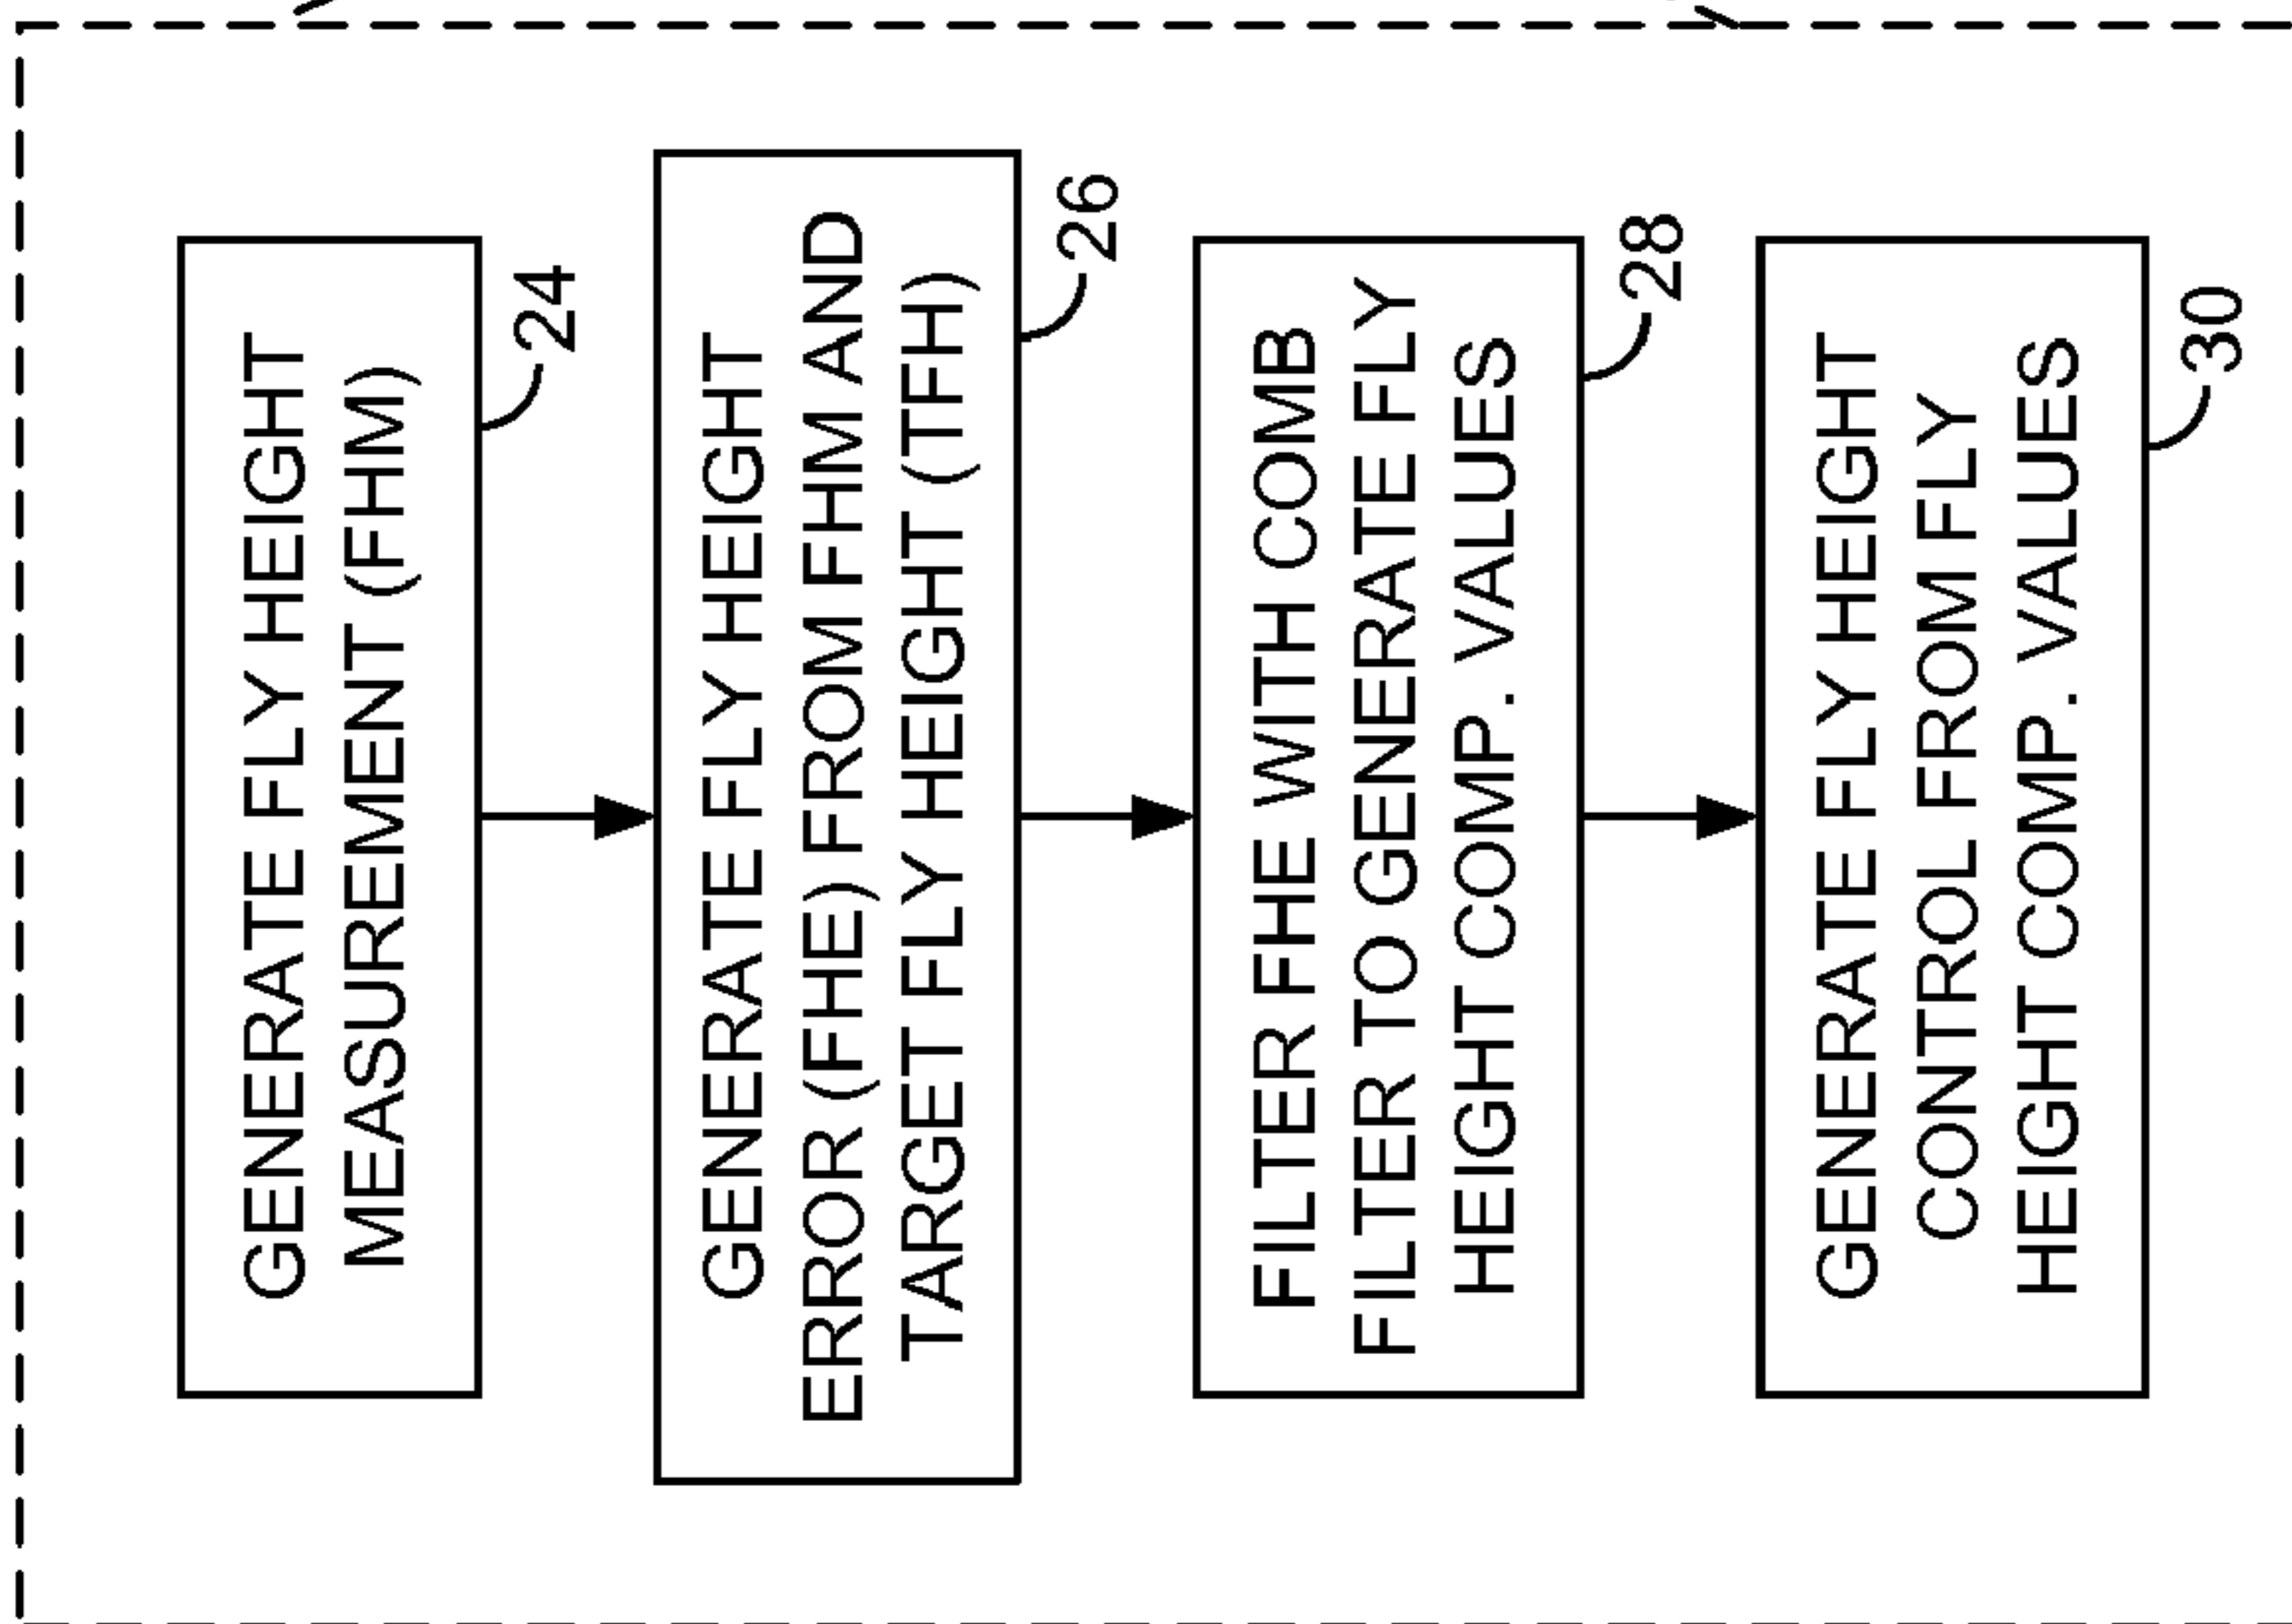 GENERATE FLY HEIGHT
MEASUREMENT (FHM)
24
GENERATE FLY HEIGHT
ERROR (FHE) FROM FHM AND
TARGET FLY HEIGHT (TFH)
26
FILTER FHE WITH COMB
FILTER TO GENERATE FLY
HEIGHT COMP. VALUES
28
GENERATE FLY HEIGHT
CONTROL FROM FLY
HEIGHT COMP. VALUES
30